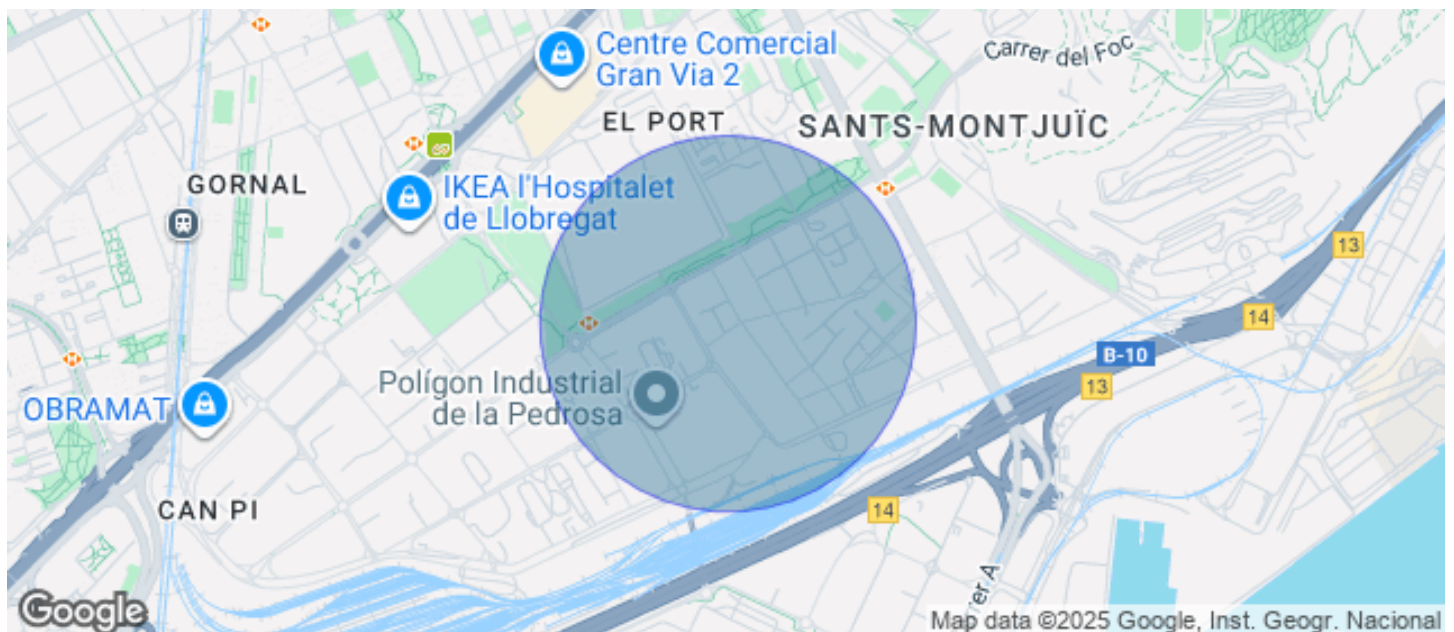 Centre Comercial
Gran Via 2
Carrer del Foc
EL PORT
SANTS-MONTJUÏC
GORNAL
IKEA l'Hospitalet
de Llobregat
13
14
B-10
13
Polígon Industrial
de la Pedrosa
OBRAMAT
CAN PI
14
er A
Google
Map data ©2025 Google, Inst. Geogr. Nacional